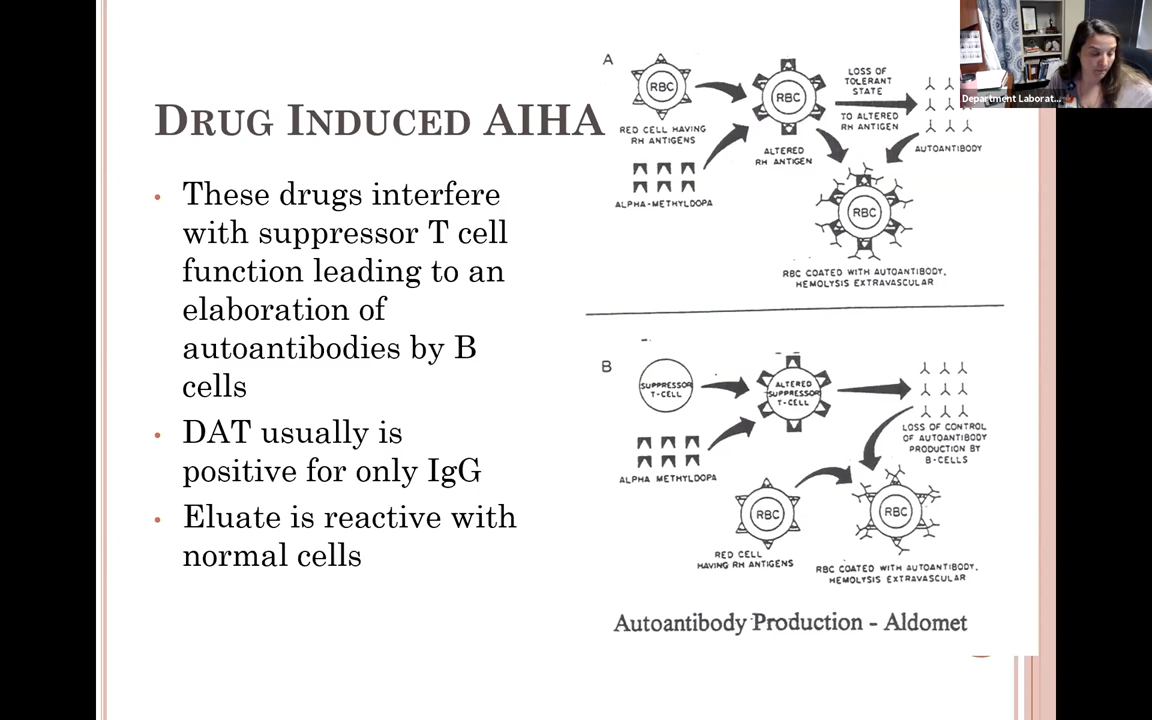 DRUG INDUCED AIHA
• These drugs interfere
with suppressor T cell
function leading to an
elaboration of
autoantibodies by B
cells
• DAT usually is
positive for only IgG
• Eluate is reactive with
normal cells
A
RBC
RED CELL HAVING
RH ANTIGENS
ALPHA-METHYLDOPA
RBC
ALTERED
RH ANTIGEN
LOSS OF
TOLERANT
STATE
TO ALTERED
RH ANTIGEN
AUTOANTIBODY
RBC
RBC COATED WITH AUTOANTIBODY,
HEMOLYSIS EXTRAVASCULAR
B
SUPPRESSOR
T-CELL
ALPHA METHYLDOPA
ALTERED
SUPPRESSOR
T-CELL
LOSS OF CONTROL
OF AUTOANTIBODY
PRODUCTION BY
B-CELLS
RBC
RED CELL
HAVING RH ANTIGENS
RBC
RBC COATED WITH AUTOANTIBODY,
HEMOLYSIS EXTRAVASCULAR
Autoantibody Production - Aldomet
Department Laborat...